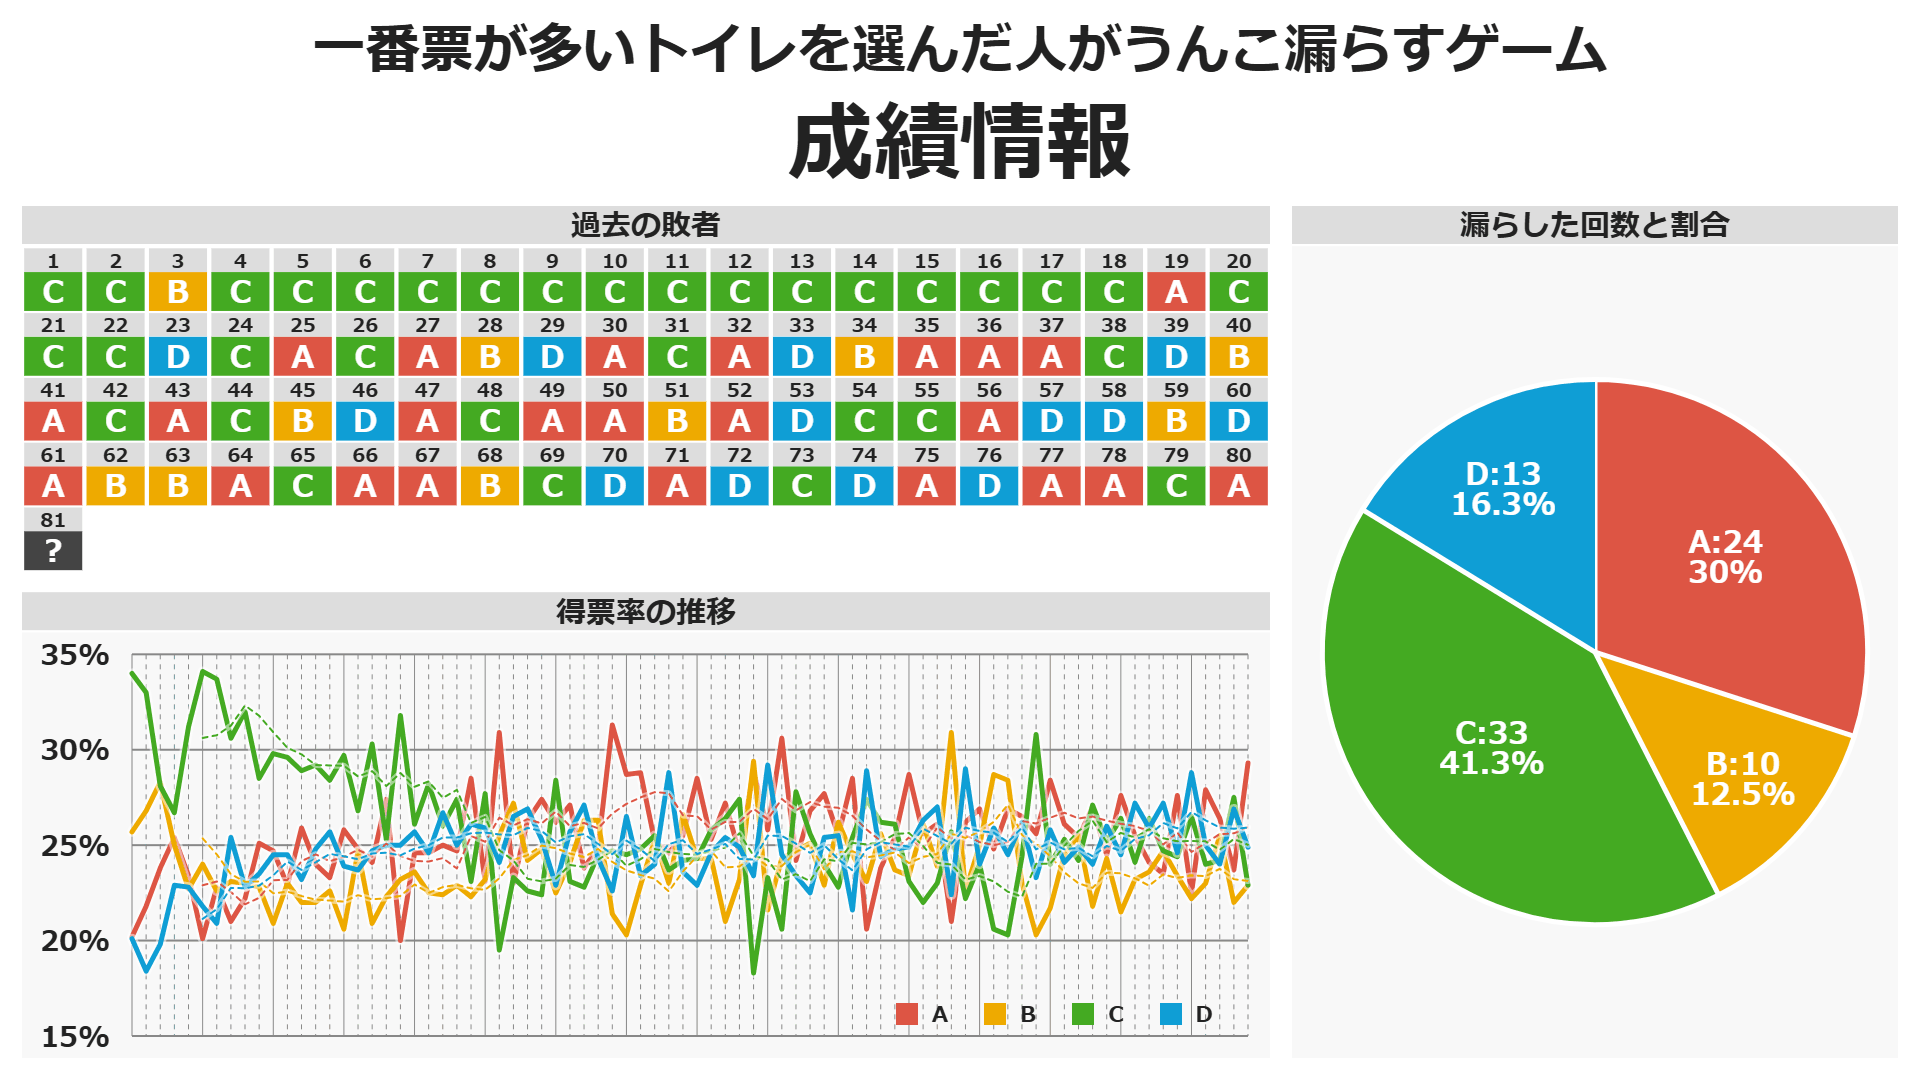 一番票が多いトイレを選んだ人がうんこ漏らすゲーム
成績情報
過去の敗者
1 2 3 4 5 6 7 8 9 10 11 12 13 14 15 16 17 18 19 20
C C B C C C C C C C C C C C C C C C A C
21 22 23 24 25 26 27 28 29 30 31 32 33 34 35 36 37 38 39 40
C C D C A C A B D A C A D B A A A C D B
41 42 43 44 45 46 47 48 49 50 51 52 53 54 55 56 57 58 59 60
A C A C B D A C A A B A D C C A D D B D
61 62 63 64 65 66 67 68 69 70 71 72 73 74 75 76 77 78 79 80
A B B A C A A B C D A D C D A D A A C A
81
?
得票率の推移
35%
30%
25%
20%
15%
A B C D
漏らした回数と割合
D:13
16.3%
A:24
30%
C:33
41.3%
B:10
12.5%